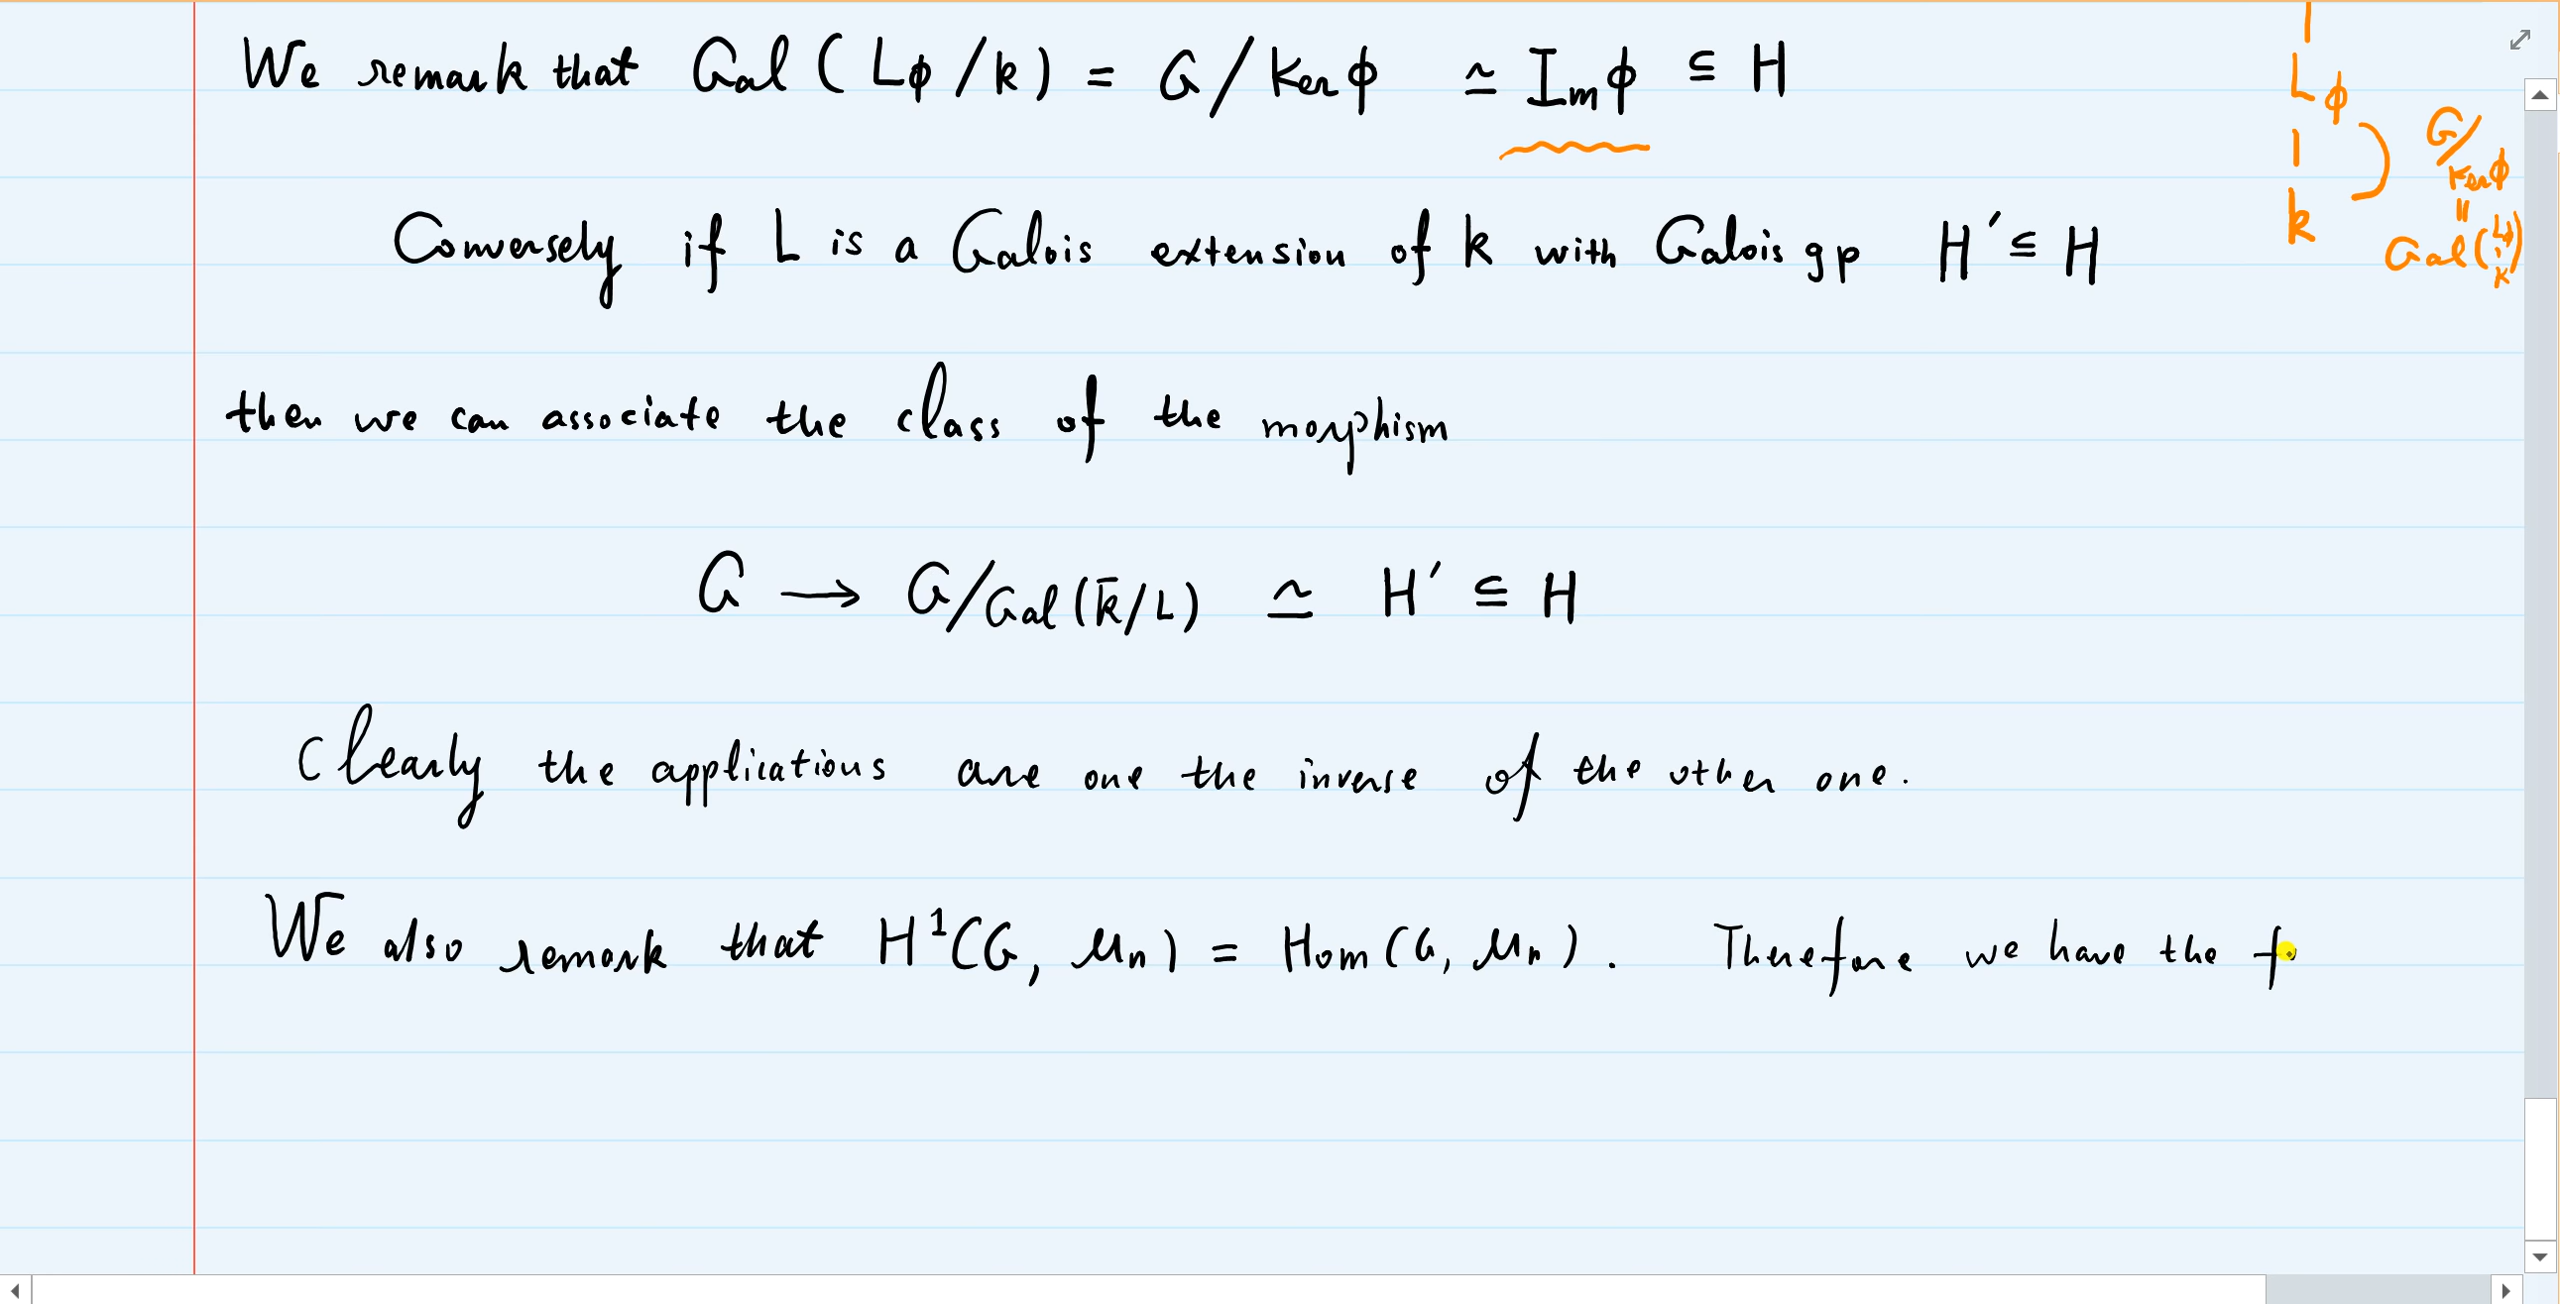 We remark that Gal ( Lϕ / k ) = G / Ker ϕ ≃ Im ϕ ⊆ H
Conversely if L is a Galois extension of k with Galois gp H' ⊆ H
then we can associate the class of the morphism
G → G / Gal ( k̄ / L ) ≃ H' ⊆ H
Clearly the applications are one the inverse of the other one.
We also remark that H¹(G, μn) = Hom (G, μn). Therefore we have the f
Lϕ
k
G/
Ker ϕ
"
Gal (Lϕ
k)